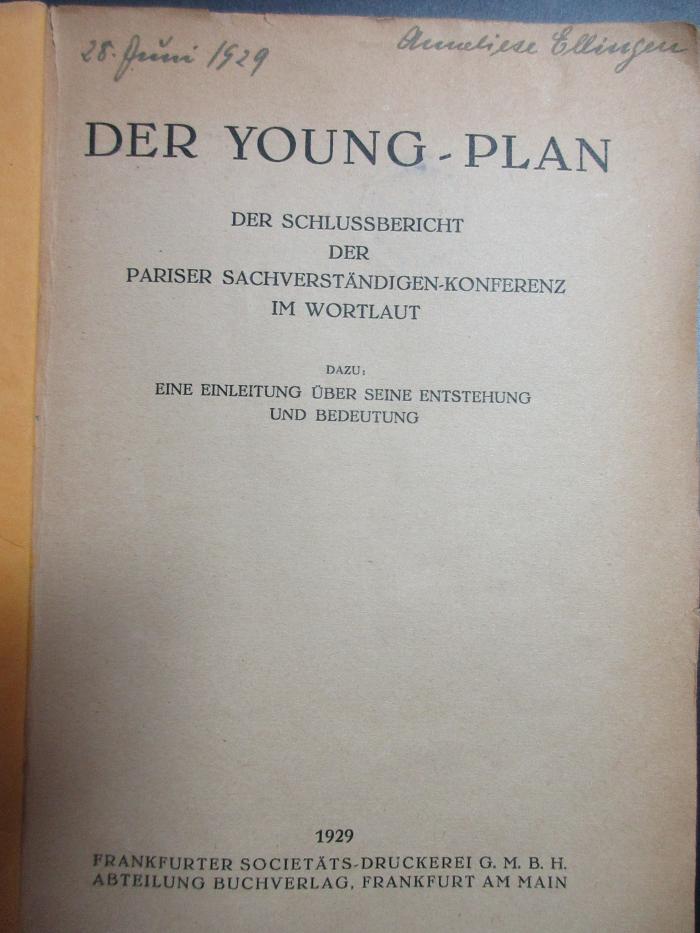 28. Juni 1929
Anneliese Ellingen
DER YOUNG-PLAN
DER SCHLUSSBERICHT
DER
PARISER SACHVERSTÄNDIGEN-KONFERENZ
IM WORTLAUT
DAZU:
EINE EINLEITUNG ÜBER SEINE ENTSTEHUNG
UND BEDEUTUNG
1929
FRANKFURTER SOCIETÄTS-DRUCKEREI G. M. B. H.
ABTEILUNG BUCHVERLAG, FRANKFURT AM MAIN